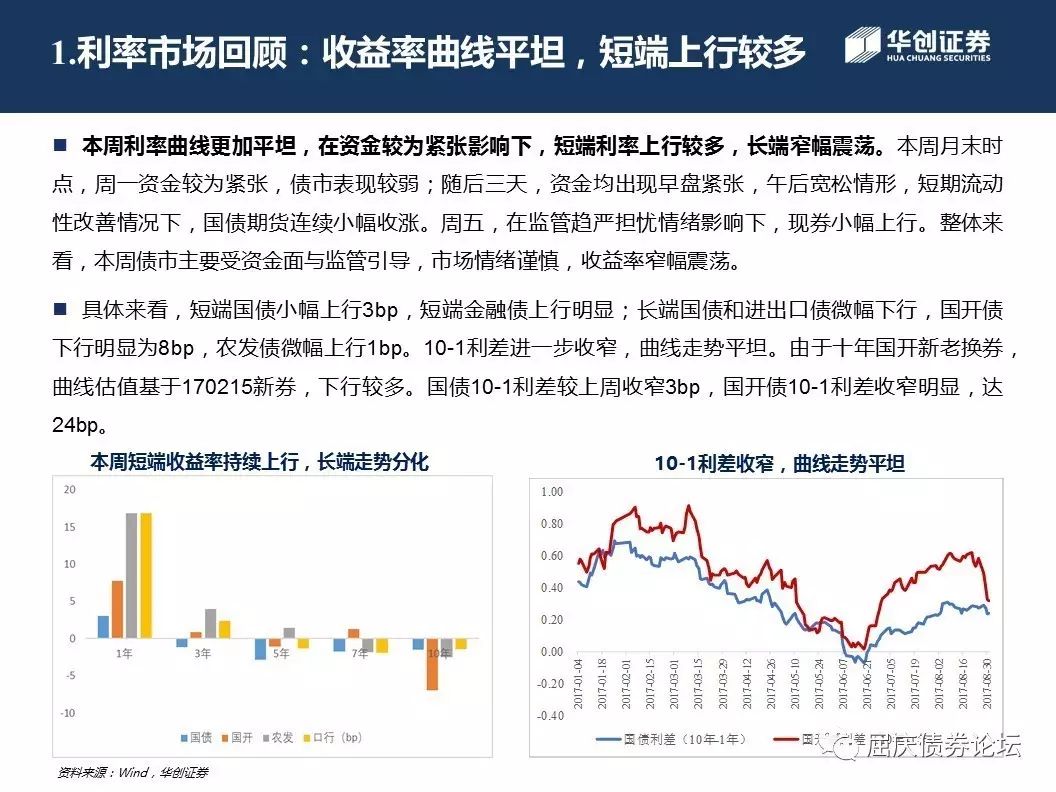 1.利率市场回顾：收益率曲线平坦，短端上行较多
华创证券
HUA CHUANG SECURITIES
■ 本周利率曲线更加平坦，在资金较为紧张影响下，短端利率上行较多，长端窄幅震荡。本周月末时
点，周一资金较为紧张，债市表现较弱；随后三天，资金均出现早盘紧张，午后宽松情形，短期流动
性改善情况下，国债期货连续小幅收涨。周五，在监管趋严担忧情绪影响下，现券小幅上行。整体来
看，本周债市主要受资金面与监管引导，市场情绪谨慎，收益率窄幅震荡。
■ 具体来看，短端国债小幅上行3bp，短端金融债上行明显；长端国债和进出口债微幅下行，国开债
下行明显为8bp，农发债微幅上行1bp。10-1利差进一步收窄，曲线走势平坦。由于十年国开新老换券，
曲线估值基于170215新券，下行较多。国债10-1利差较上周收窄3bp，国开债10-1利差收窄明显，达
24bp。
本周短端收益率持续上行，长端走势分化
20
15
10
5
0
-5
-10
1年
3年
5年
7年
10年
国债
国开
农发
口行（bp）
10-1利差收窄，曲线走势平坦
1.00
0.80
0.60
0.40
0.20
0.00
-0.20
-0.40
2017-01-04
2017-01-18
2017-02-01
2017-02-15
2017-03-01
2017-03-15
2017-03-29
2017-04-12
2017-04-26
2017-05-10
2017-05-24
2017-06-07
2017-06-21
2017-07-05
2017-07-19
2017-08-02
2017-08-16
2017-08-30
国债利差（10年-1年）
屈庆债券论坛
资料来源：Wind，华创证券